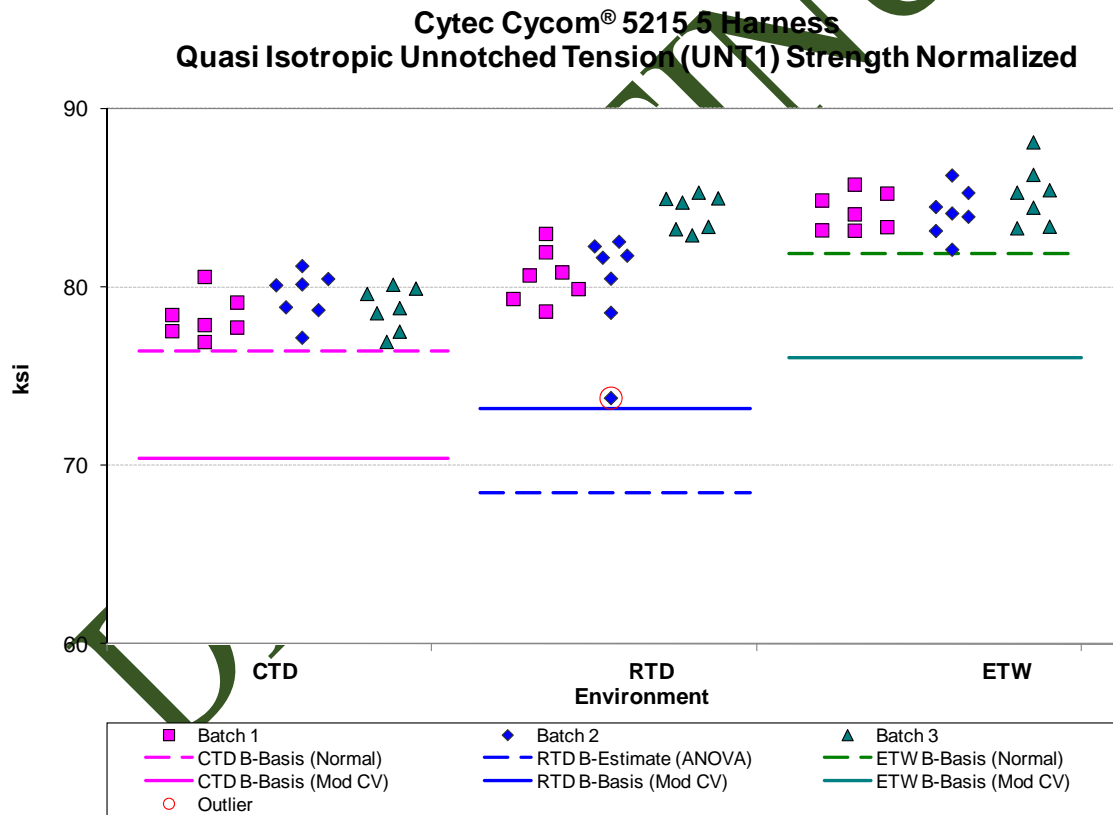 Cytec Cycom® 5215 5 Harness
Quasi Isotropic Unnotched Tension (UNT1) Strength Normalized
90
80
70
60
ksi
CTD
RTD
ETW
Environment
Batch 1
Batch 2
Batch 3
CTD B-Basis (Normal)
RTD B-Estimate (ANOVA)
ETW B-Basis (Normal)
CTD B-Basis (Mod CV)
RTD B-Basis (Mod CV)
ETW B-Basis (Mod CV)
Outlier